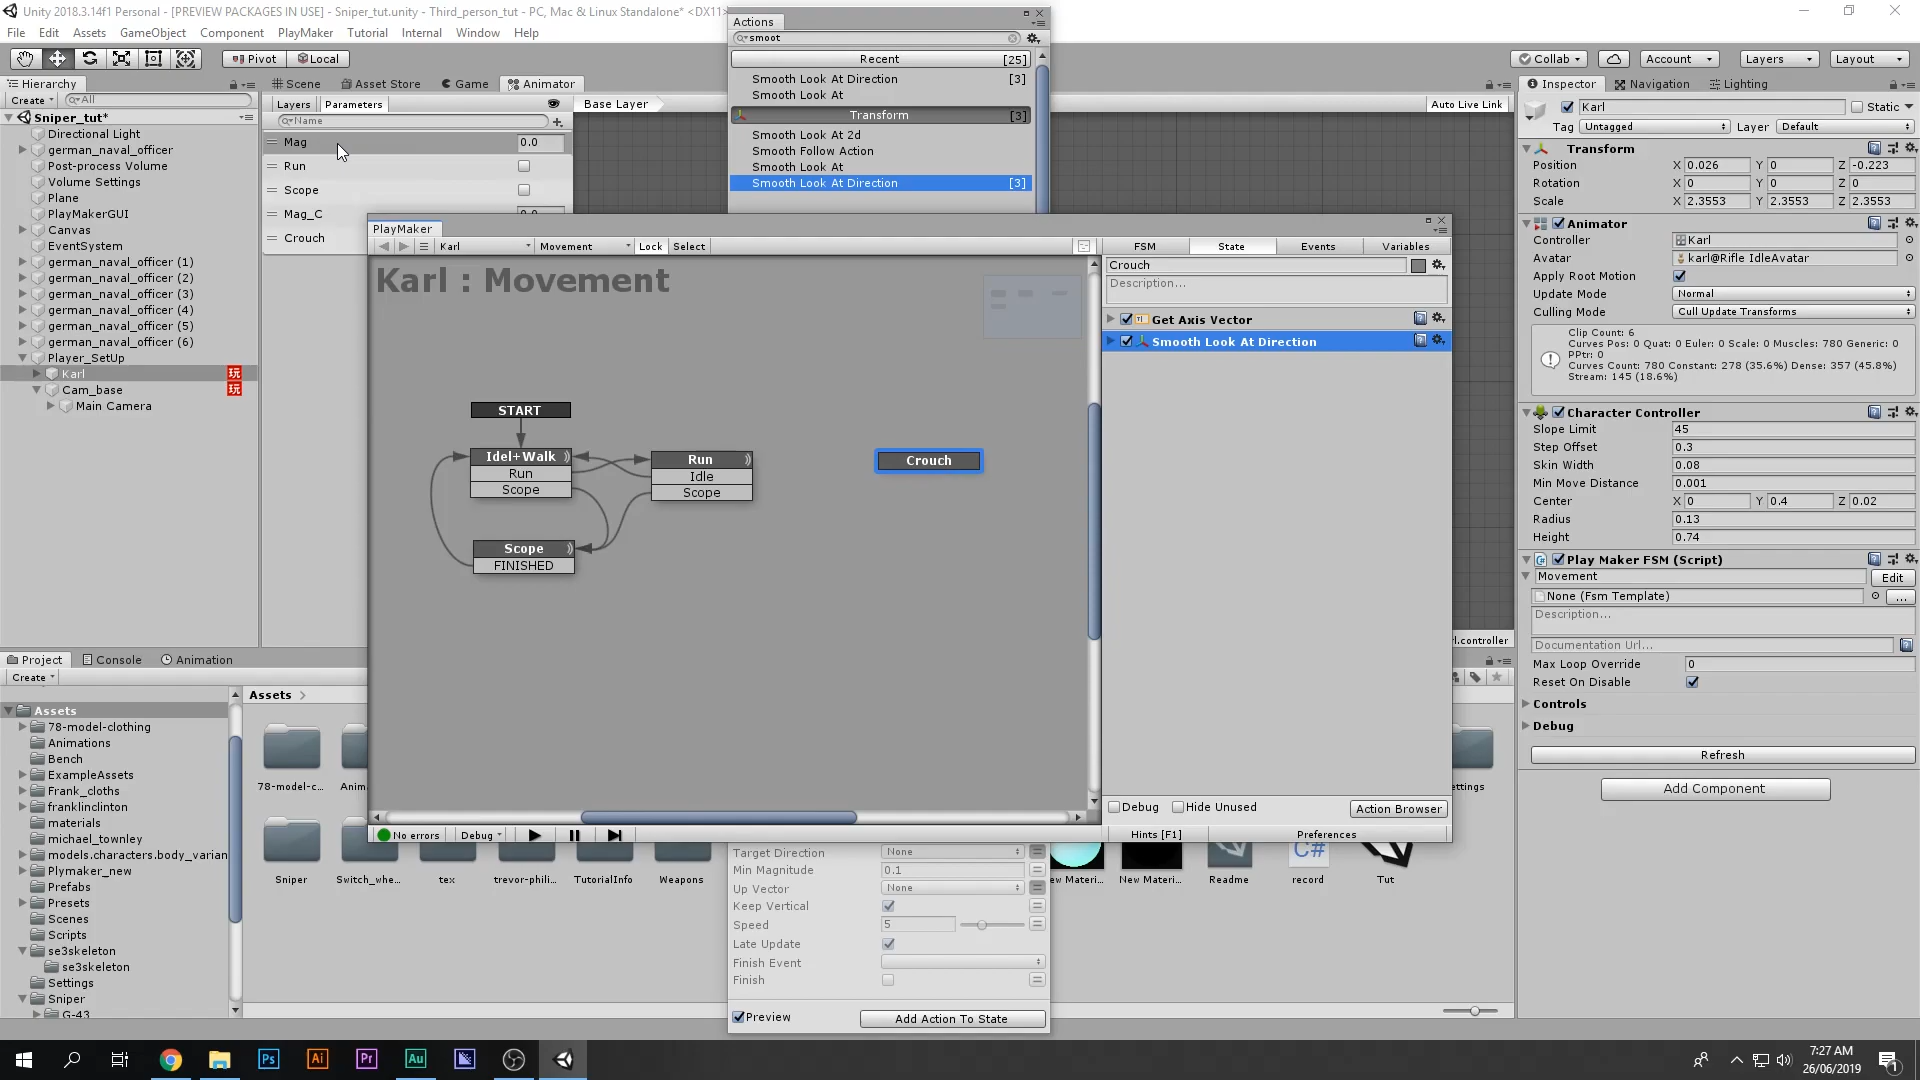 Unity 2018.3.14f1 Personal - [PREVIEW PACKAGES IN USE] - Sniper_tut.unity - Third_person_tut - PC, Mac & Linux Standalone* <DX11>
File Edit Assets GameObject Component PlayMaker Tutorial Internal Window Help
Pivot Local
Collab Account Layers Layout
Hierarchy
Create All
Sniper_tut*
Directional Light
german_naval_officer
Post-process Volume
Volume Settings
Plane
PlayMakerGUI
Canvas
EventSystem
german_naval_officer (1)
german_naval_officer (2)
german_naval_officer (3)
german_naval_officer (4)
german_naval_officer (5)
german_naval_officer (6)
Player_SetUp
Karl 玩
Cam_base 玩
Main Camera
Scene Asset Store Game Animator
Layers Parameters
Base Layer
Auto Live Link
Name
Mag 0.0
Run
Scope
Mag_C
Crouch
Actions
smoot
Recent [25]
Smooth Look At Direction [3]
Smooth Look At
Transform [3]
Smooth Look At 2d
Smooth Follow Action
Smooth Look At
Smooth Look At Direction [3]
PlayMaker
Karl Movement Lock Select
Karl : Movement
START
Idel+Walk
Run
Scope
Run
Idle
Scope
Scope
FINISHED
Crouch
No errors Debug
FSM State Events Variables
Crouch
Description...
Get Axis Vector
Smooth Look At Direction
Debug Hide Unused Action Browser
Hints [F1] Preferences
Target Direction None
Min Magnitude 0.1
Up Vector None
Keep Vertical
Speed 5
Late Update
Finish Event
Finish
Preview Add Action To State
Inspector Navigation Lighting
Karl Static
Tag Untagged Layer Default
Transform
Position X 0.026 Y 0 Z -0.223
Rotation X 0 Y 0 Z 0
Scale X 2.3553 Y 2.3553 Z 2.3553
Animator
Controller Karl
Avatar karl@Rifle IdleAvatar
Apply Root Motion
Update Mode Normal
Culling Mode Cull Update Transforms
Clip Count: 6
Curves Pos: 0 Quat: 0 Euler: 0 Scale: 0 Muscles: 780 Generic: 0
PPtr: 0
Curves Count: 780 Constant: 278 (35.6%) Dense: 357 (45.8%)
Stream: 145 (18.6%)
Character Controller
Slope Limit 45
Step Offset 0.3
Skin Width 0.08
Min Move Distance 0.001
Center X 0 Y 0.4 Z 0.02
Radius 0.13
Height 0.74
Play Maker FSM (Script)
Movement Edit
None (Fsm Template) ...
Description...
Documentation Url...
Max Loop Override 0
Reset On Disable
Controls
Debug
Refresh
Add Component
l.controller
Project Console Animation
Create
Assets
78-model-clothing
Animations
Bench
ExampleAssets
Frank_cloths
franklinclinton
materials
michael_townley
models.characters.body_varian
Plymaker_new
Prefabs
Presets
Scenes
Scripts
se3skeleton
se3skeleton
Settings
Sniper
G-43
Assets
78-model-c... Anima ettings
Sniper Switch_whe... tex trevor-phili... TutorialInfo Weapons ew Materi... New Materi... Readme record Tut
C#
Ps Ai Pr Au
7:27 AM
26/06/2019
1